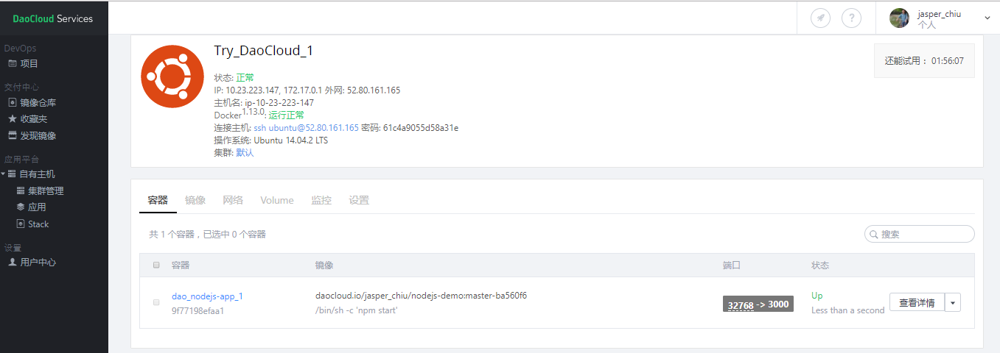 DaoCloud Services
jasper_chiu
个人
DevOps
项目
交付中心
镜像仓库
收藏夹
发现镜像
应用平台
自有主机
集群管理
应用
Stack
设置
用户中心
Try_DaoCloud_1
还能试用： 01:56:07
状态: 正常
IP: 10.23.223.147, 172.17.0.1 外网: 52.80.161.165
主机名: ip-10-23-223-147
Docker1.13.0: 运行正常
连接主机: ssh ubuntu@52.80.161.165 密码: 61c4a9055d58a31e
操作系统: Ubuntu 14.04.2 LTS
集群: 默认
容器 镜像 网络 Volume 监控 设置
共 1 个容器，已选中 0 个容器
搜索
容器 镜像 端口 状态
dao_nodejs-app_1 daocloud.io/jasper_chiu/nodejs-demo:master-ba560f6 32768 -> 3000 Up 查看详情
9f77198efaa1 /bin/sh -c 'npm start' Less than a second